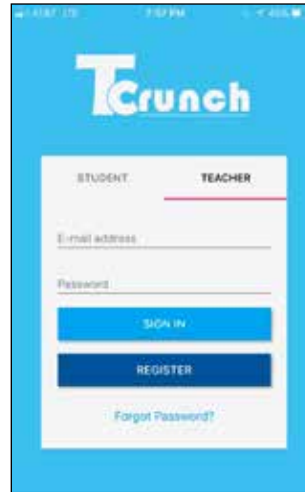 TCrunch
STUDENT TEACHER
E-mail address
Password
SIGN IN
REGISTER
Forgot Password?